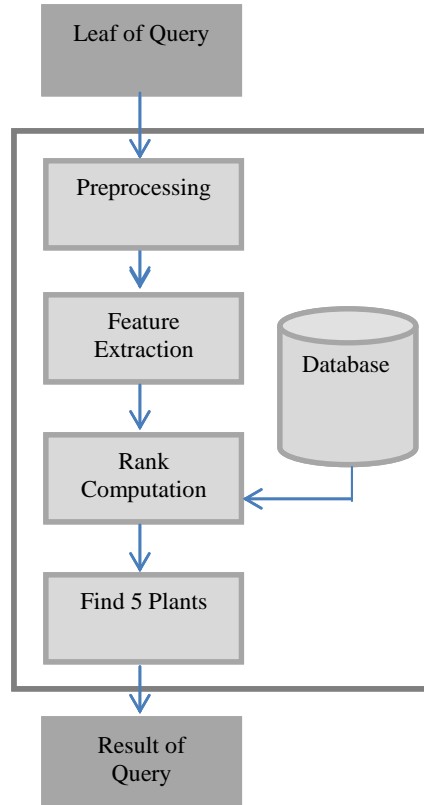 Leaf of Query
Preprocessing
Feature
Extraction
Database
Rank
Computation
Find 5 Plants
Result of
Query